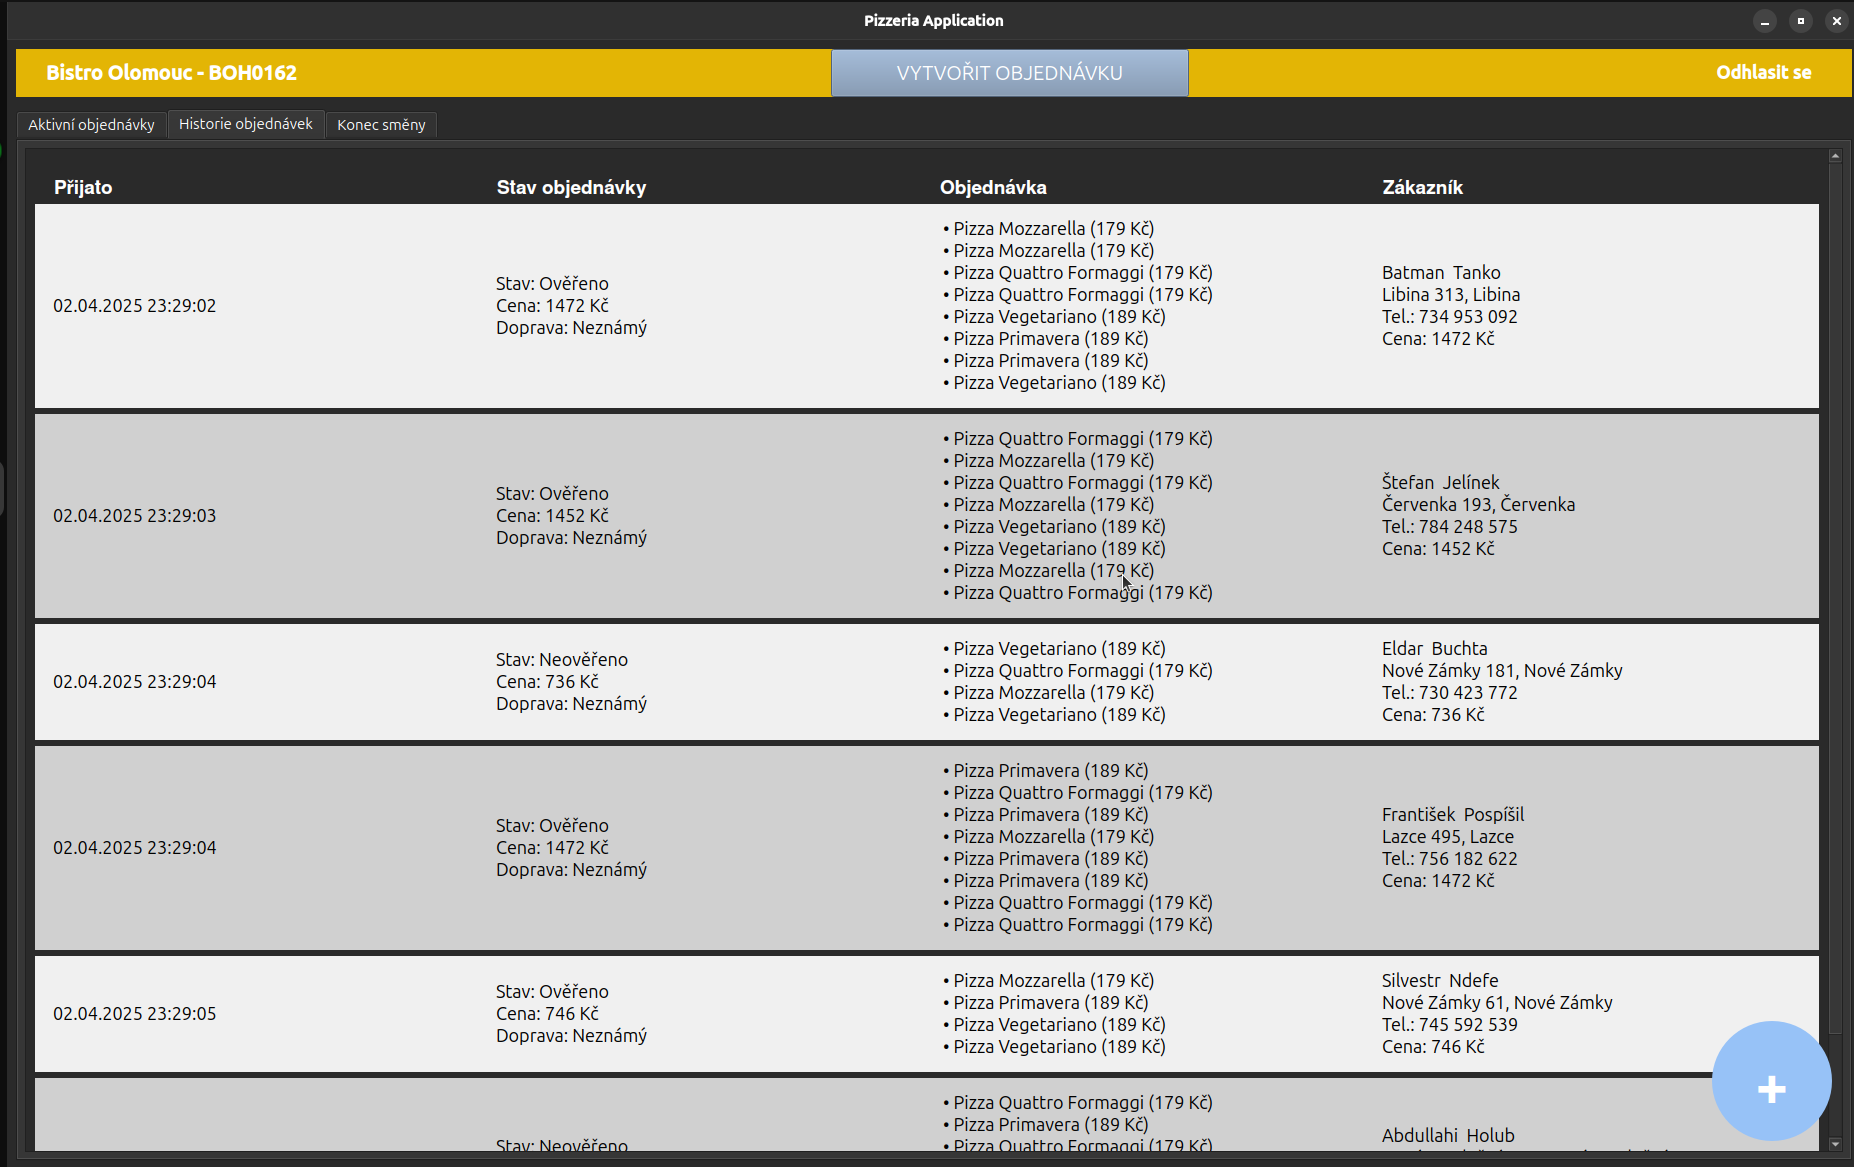 Pizzeria Application
Bistro Olomouc - BOH0162
VYTVOŘIT OBJEDNÁVKU
Odhlasit se
Aktivní objednávky
Historie objednávek
Konec směny
Přijato
Stav objednávky
Objednávka
Zákazník
02.04.2025 23:29:02
Stav: Ověřeno
Cena: 1472 Kč
Doprava: Neznámý
• Pizza Mozzarella (179 Kč)
• Pizza Mozzarella (179 Kč)
• Pizza Quattro Formaggi (179 Kč)
• Pizza Quattro Formaggi (179 Kč)
• Pizza Vegetariano (189 Kč)
• Pizza Primavera (189 Kč)
• Pizza Primavera (189 Kč)
• Pizza Vegetariano (189 Kč)
Batman  Tanko
Libina 313, Libina
Tel.: 734 953 092
Cena: 1472 Kč
02.04.2025 23:29:03
Stav: Ověřeno
Cena: 1452 Kč
Doprava: Neznámý
• Pizza Quattro Formaggi (179 Kč)
• Pizza Mozzarella (179 Kč)
• Pizza Quattro Formaggi (179 Kč)
• Pizza Mozzarella (179 Kč)
• Pizza Vegetariano (189 Kč)
• Pizza Vegetariano (189 Kč)
• Pizza Mozzarella (179 Kč)
• Pizza Quattro Formaggi (179 Kč)
Štefan  Jelínek
Červenka 193, Červenka
Tel.: 784 248 575
Cena: 1452 Kč
02.04.2025 23:29:04
Stav: Neověřeno
Cena: 736 Kč
Doprava: Neznámý
• Pizza Vegetariano (189 Kč)
• Pizza Quattro Formaggi (179 Kč)
• Pizza Mozzarella (179 Kč)
• Pizza Vegetariano (189 Kč)
Eldar  Buchta
Nové Zámky 181, Nové Zámky
Tel.: 730 423 772
Cena: 736 Kč
02.04.2025 23:29:04
Stav: Ověřeno
Cena: 1472 Kč
Doprava: Neznámý
• Pizza Primavera (189 Kč)
• Pizza Quattro Formaggi (179 Kč)
• Pizza Primavera (189 Kč)
• Pizza Mozzarella (179 Kč)
• Pizza Primavera (189 Kč)
• Pizza Primavera (189 Kč)
• Pizza Quattro Formaggi (179 Kč)
• Pizza Quattro Formaggi (179 Kč)
František  Pospíšil
Lazce 495, Lazce
Tel.: 756 182 622
Cena: 1472 Kč
02.04.2025 23:29:05
Stav: Ověřeno
Cena: 746 Kč
Doprava: Neznámý
• Pizza Mozzarella (179 Kč)
• Pizza Primavera (189 Kč)
• Pizza Vegetariano (189 Kč)
• Pizza Vegetariano (189 Kč)
Silvestr  Ndefe
Nové Zámky 61, Nové Zámky
Tel.: 745 592 539
Cena: 746 Kč
Stav: Neověřeno
• Pizza Quattro Formaggi (179 Kč)
• Pizza Primavera (189 Kč)
• Pizza Quattro Formaggi (179 Kč)
Abdullahi  Holub
+